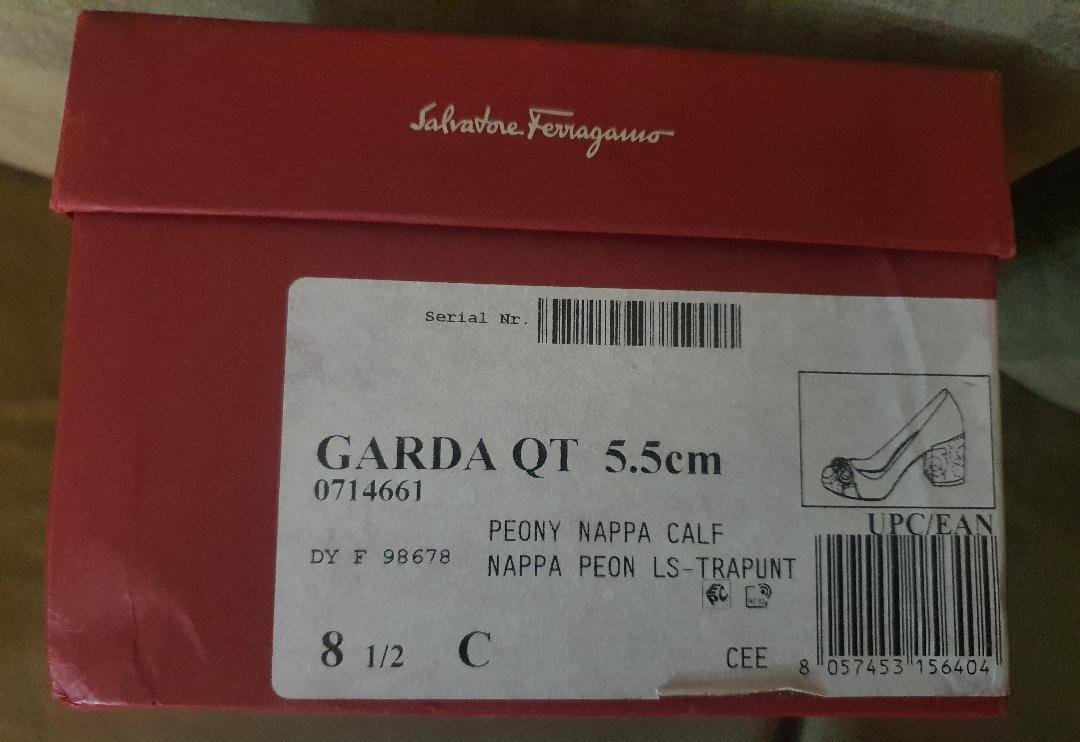 Salvatore Ferragamo
Serial Nr.
GARDA QT 5.5cm
0714661
PEONY NAPPA CALF
DY F 98678
NAPPA PEON LS-TRAPUNT
UPC/EAN
8 1/2 C
CEE
8 057453 156404